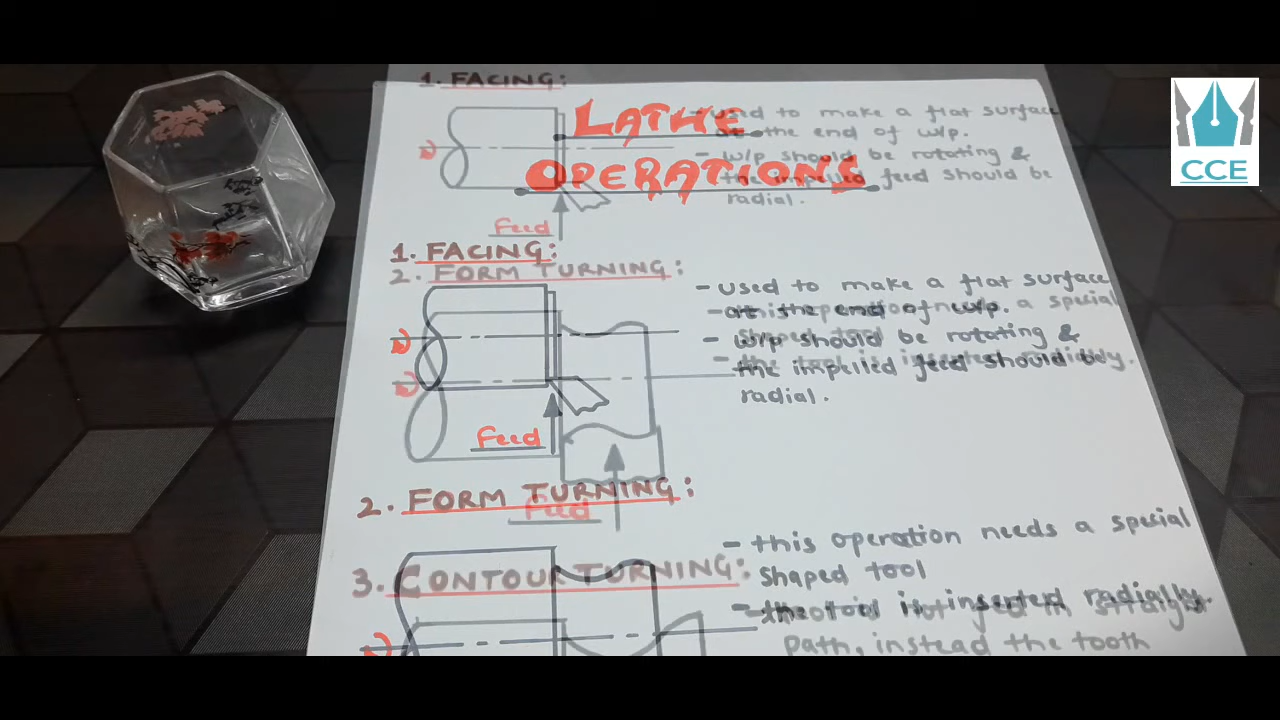 1. FACING:
LATHE
OPERATIONS
- used to make a flat surface
at the end of w/p.
- w/p should be rotating &
the impelled feed should be
radial.
Feed
CCE
1. FACING:
2. FORM TURNING:
- used to make a flat surface
at the end of w/p.
- w/p should be rotating &
the impelled feed should be
radial.
Feed
2. FORM TURNING:
Feed
- this operation needs a special
shaped tool
- the tool is inserted radially.
3. CONTOUR TURNING:
path, instead the tooth